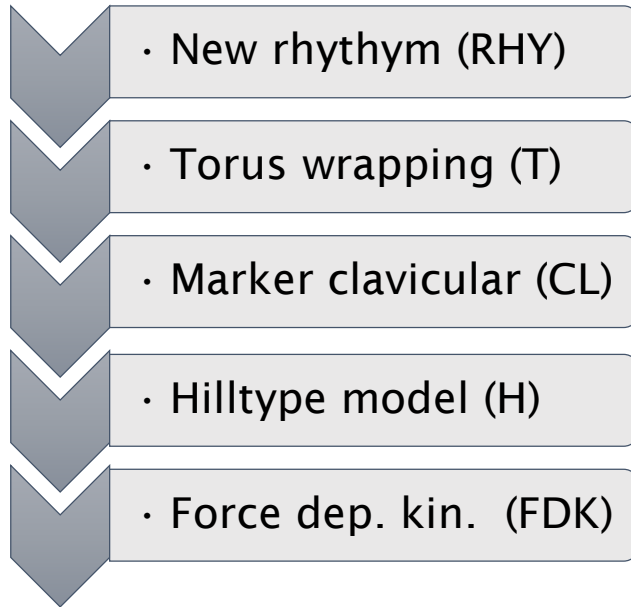 · New rhythym (RHY)
· Torus wrapping (T)
· Marker clavicular (CL)
· Hilltype model (H)
· Force dep. kin. (FDK)